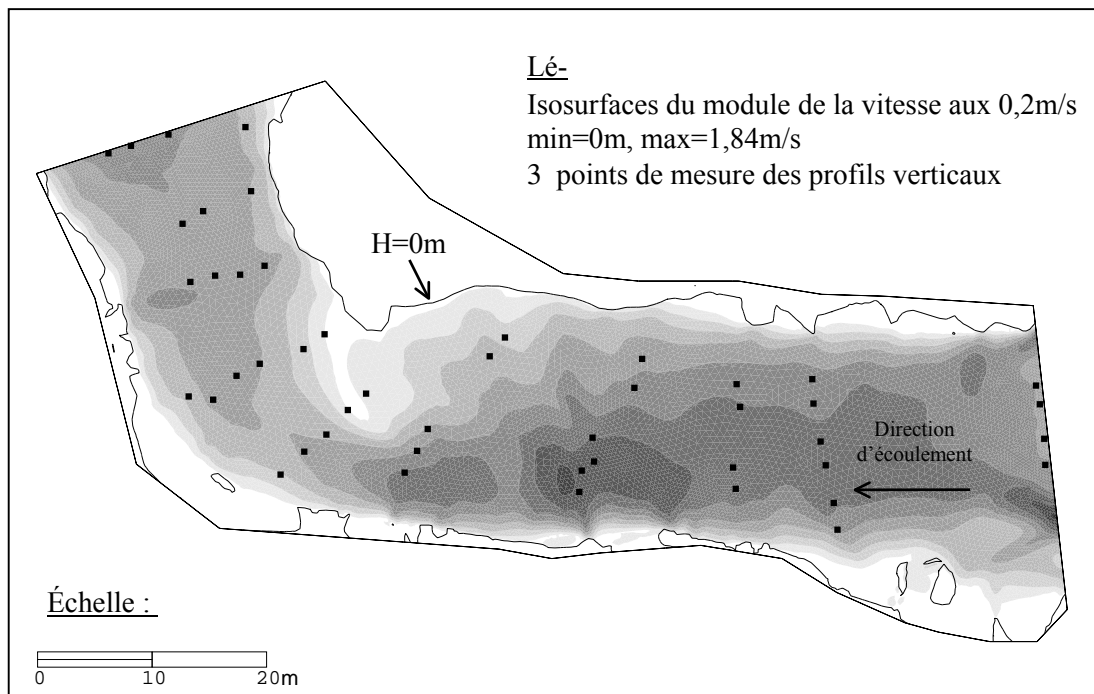 Lé-
Isosurfaces du module de la vitesse aux 0,2m/s
min=0m, max=1,84m/s
3 points de mesure des profils verticaux
H=0m
Direction
d'écoulement
Échelle :
0 10 20m